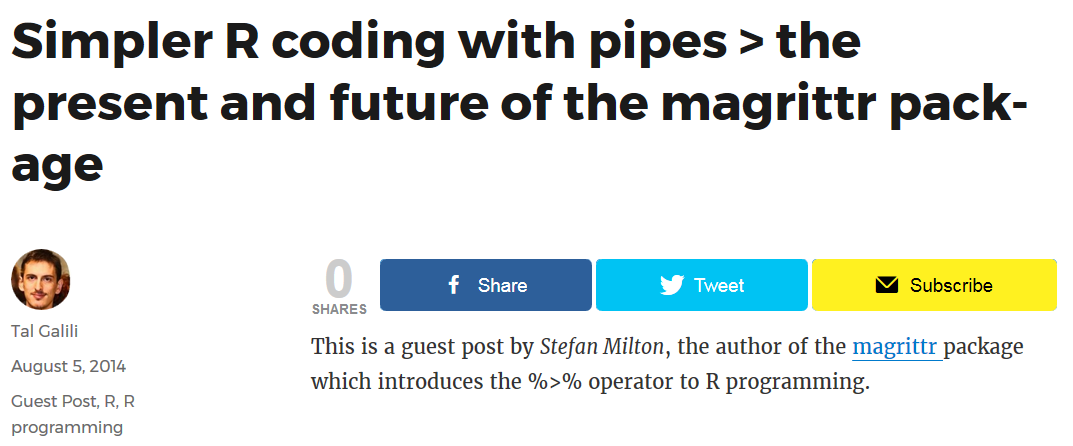 Simpler R coding with pipes > the
present and future of the magrittr pack-
age
Tal Galili
August 5, 2014
Guest Post, R, R
programming
0
SHARES
Share
Tweet
Subscribe
This is a guest post by Stefan Milton, the author of the magrittr package
which introduces the %>% operator to R programming.